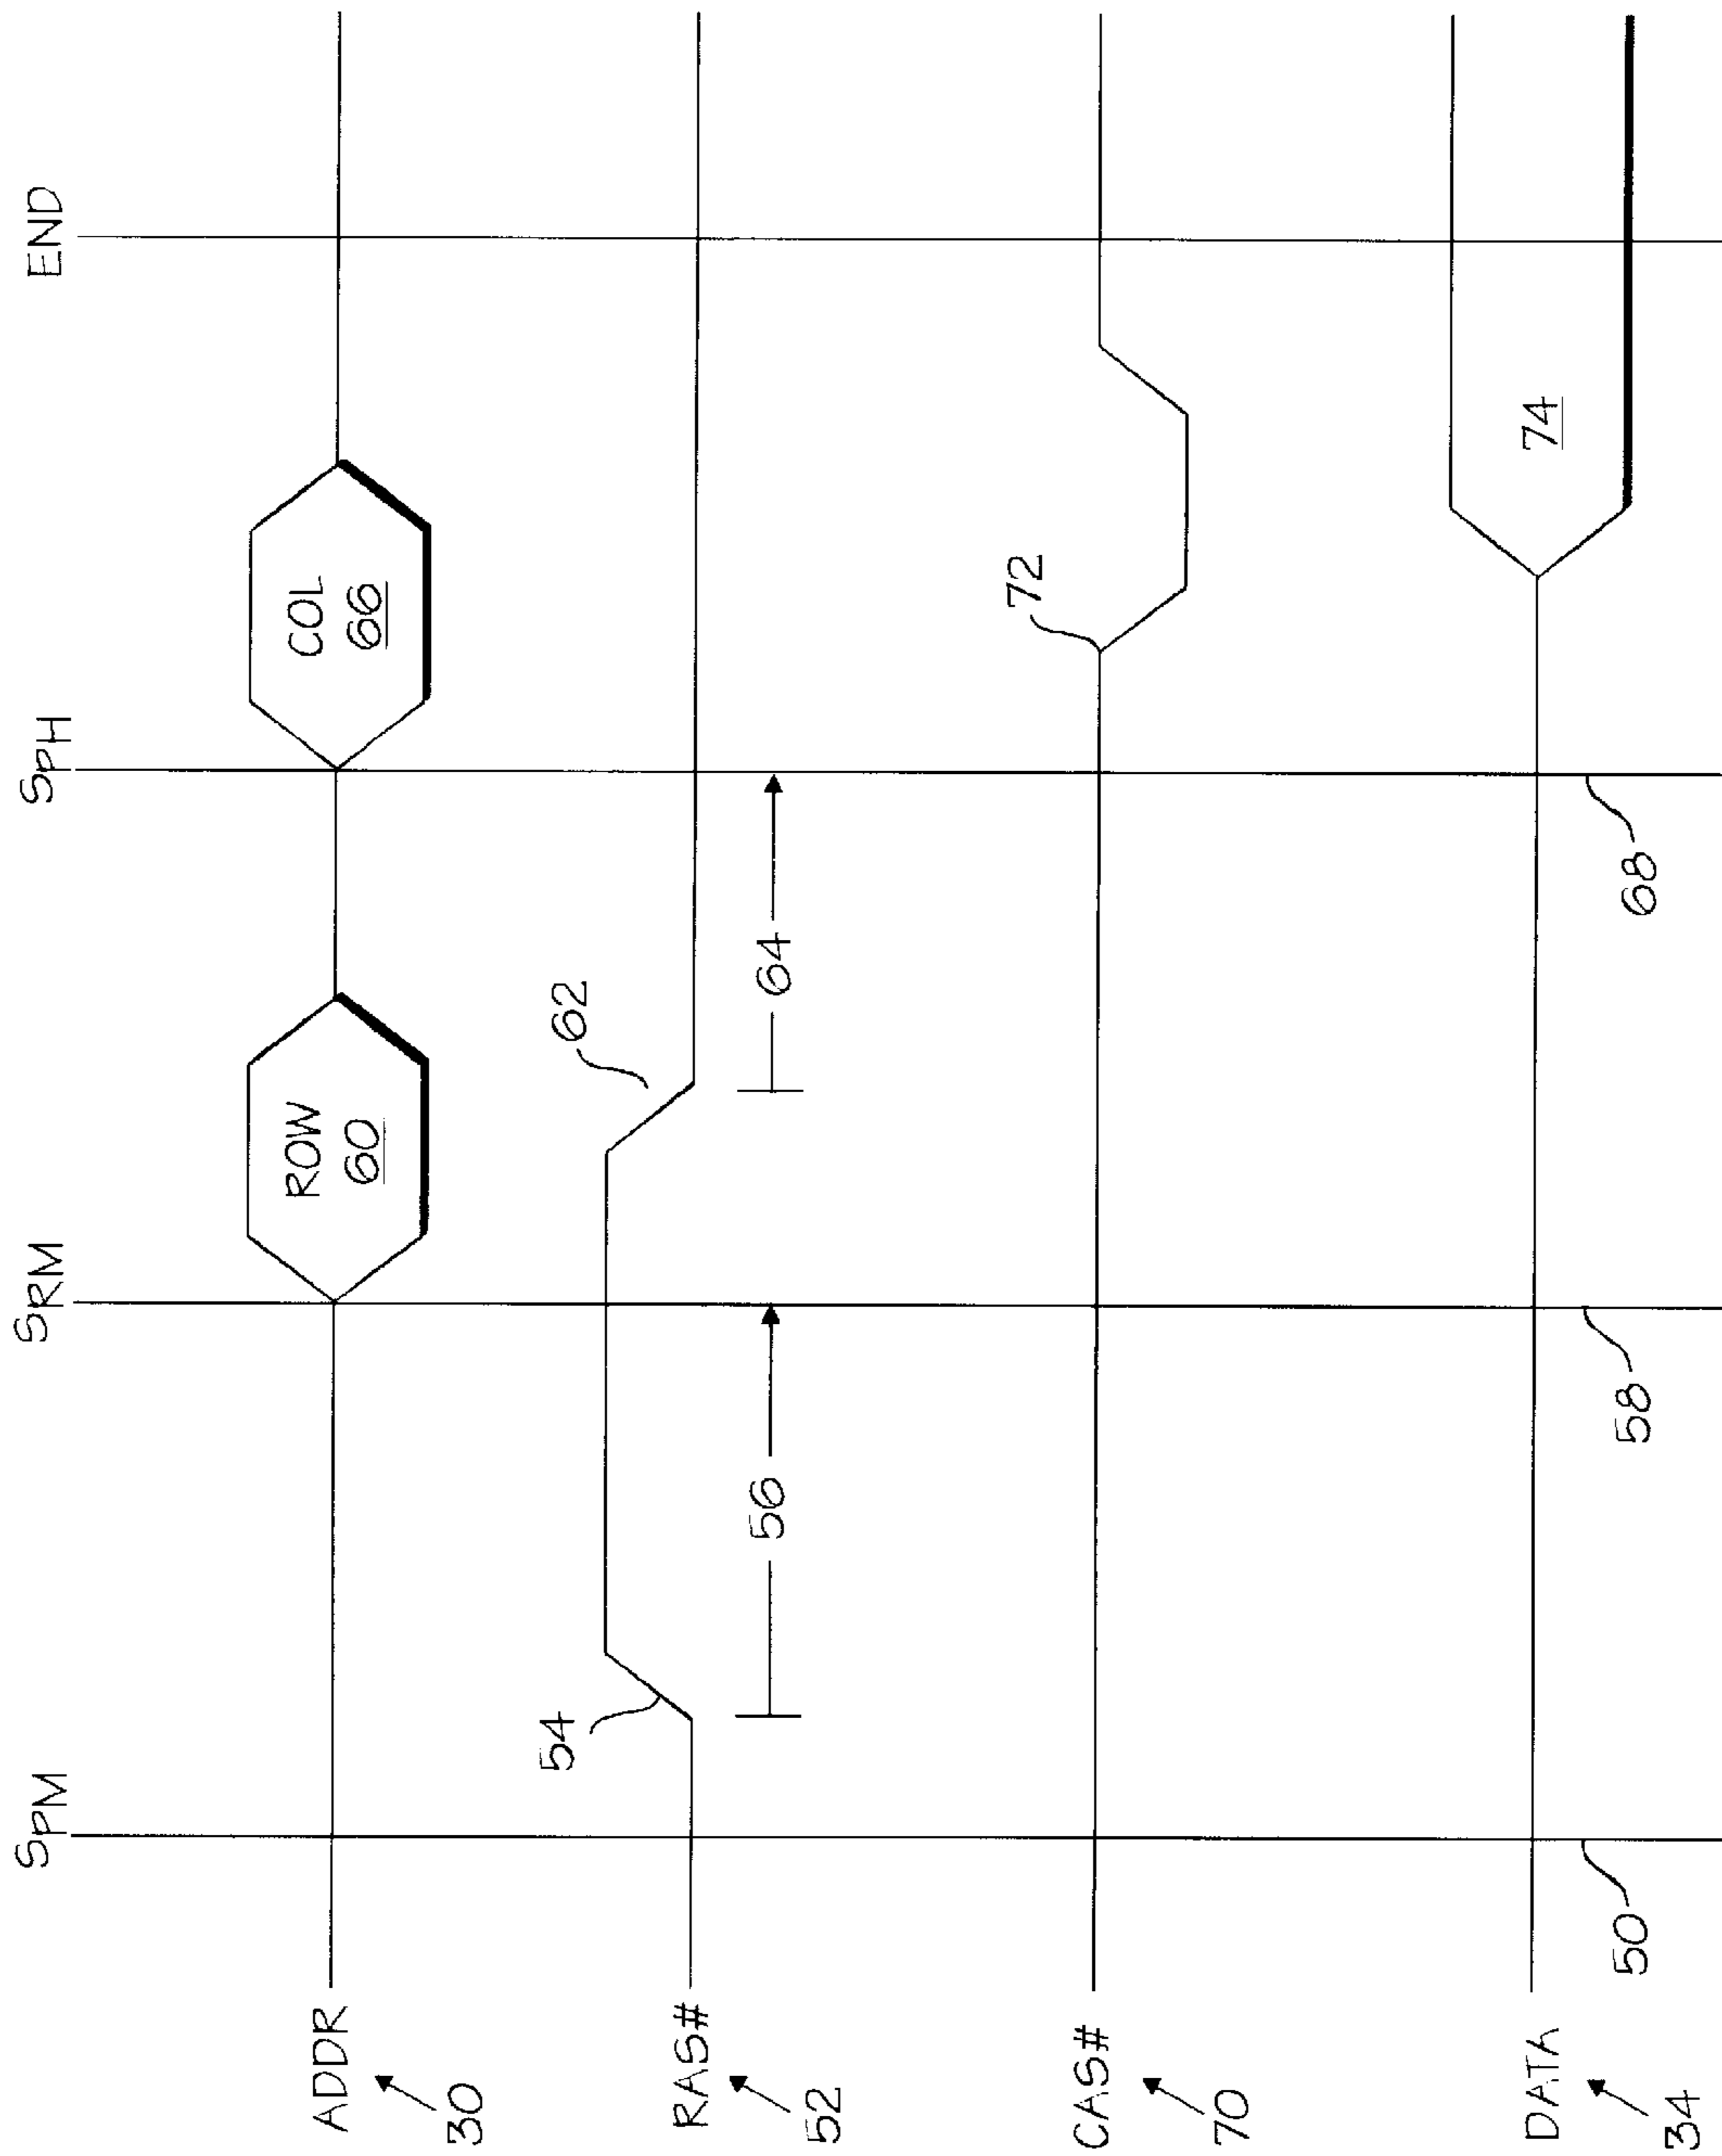 SPM SRM SPH END
ADDR ROW COL
60 66
30
54 62
RAS#
52 56 64
72
CAS#
70
DATA 74
34 50 58 68